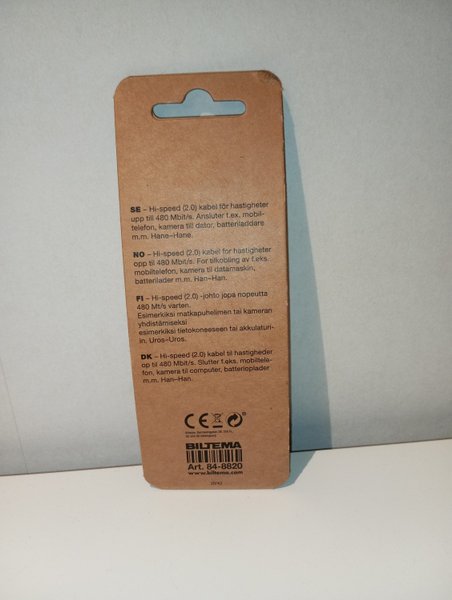 SE – Hi-speed (2.0) kabel för hastigheter
upp till 480 Mbit/s. Ansluter t.ex. mobil-
telefon, kamera till dator, batteriladdare
m.m. Hane–Hane.
NO – Hi-speed (2.0) kabel for hastigheter
opp til 480 Mbit/s. For tilkobling av f.eks.
mobiltelefon, kamera til datamaskin,
batterilader m.m. Han–Han.
FI – Hi-speed (2.0) -johto jopa nopeutta
480 Mt/s varten.
Esimerkiksi matkapuhelimen tai kameran
yhdistämiseksi
esimerkiksi tietokoneeseen tai akkulaturi-
in. Uros–Uros.
DK – Hi-speed (2.0) kabel til hastigheder
op til 480 Mbit/s. Slutter f.eks. mobiltele-
fon, kamera til computer, batterioplader
m.m. Han–Han.
CE
BILTEMA
Art. 84-8820
www.biltema.com